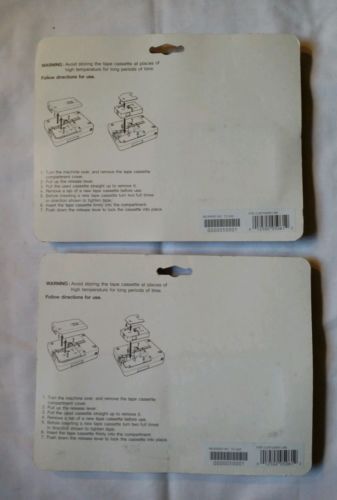 WARNING: Avoid storing the tape cassette at places of
high temperature for long periods of time.
Follow directions for use.
1. Turn the machine over, and remove the tape cassette
compartment cover.
2. Pull up the release lever.
3. Pull the used cassette straight up to remove it.
4. Remove a tab of a new tape cassette before use.
5. Before inserting a new cassette turn two full times
in direction shown to tighten tape.
6. Insert the tape cassette firmly into the compartment.
7. Push down the release lever to lock the cassette into place.
0000010001
WARNING: Avoid storing the tape cassette at places of
high temperature for long periods of time.
Follow directions for use.
1. Turn the machine over, and remove the tape cassette
compartment cover.
2. Pull up the release lever.
3. Pull the used cassette straight up to remove it.
4. Remove a tab of a new tape cassette before use.
5. Before inserting a new cassette turn two full times
in direction shown to tighten tape.
6. Insert the tape cassette firmly into the compartment.
7. Push down the release lever to lock the cassette into place.
0000010001